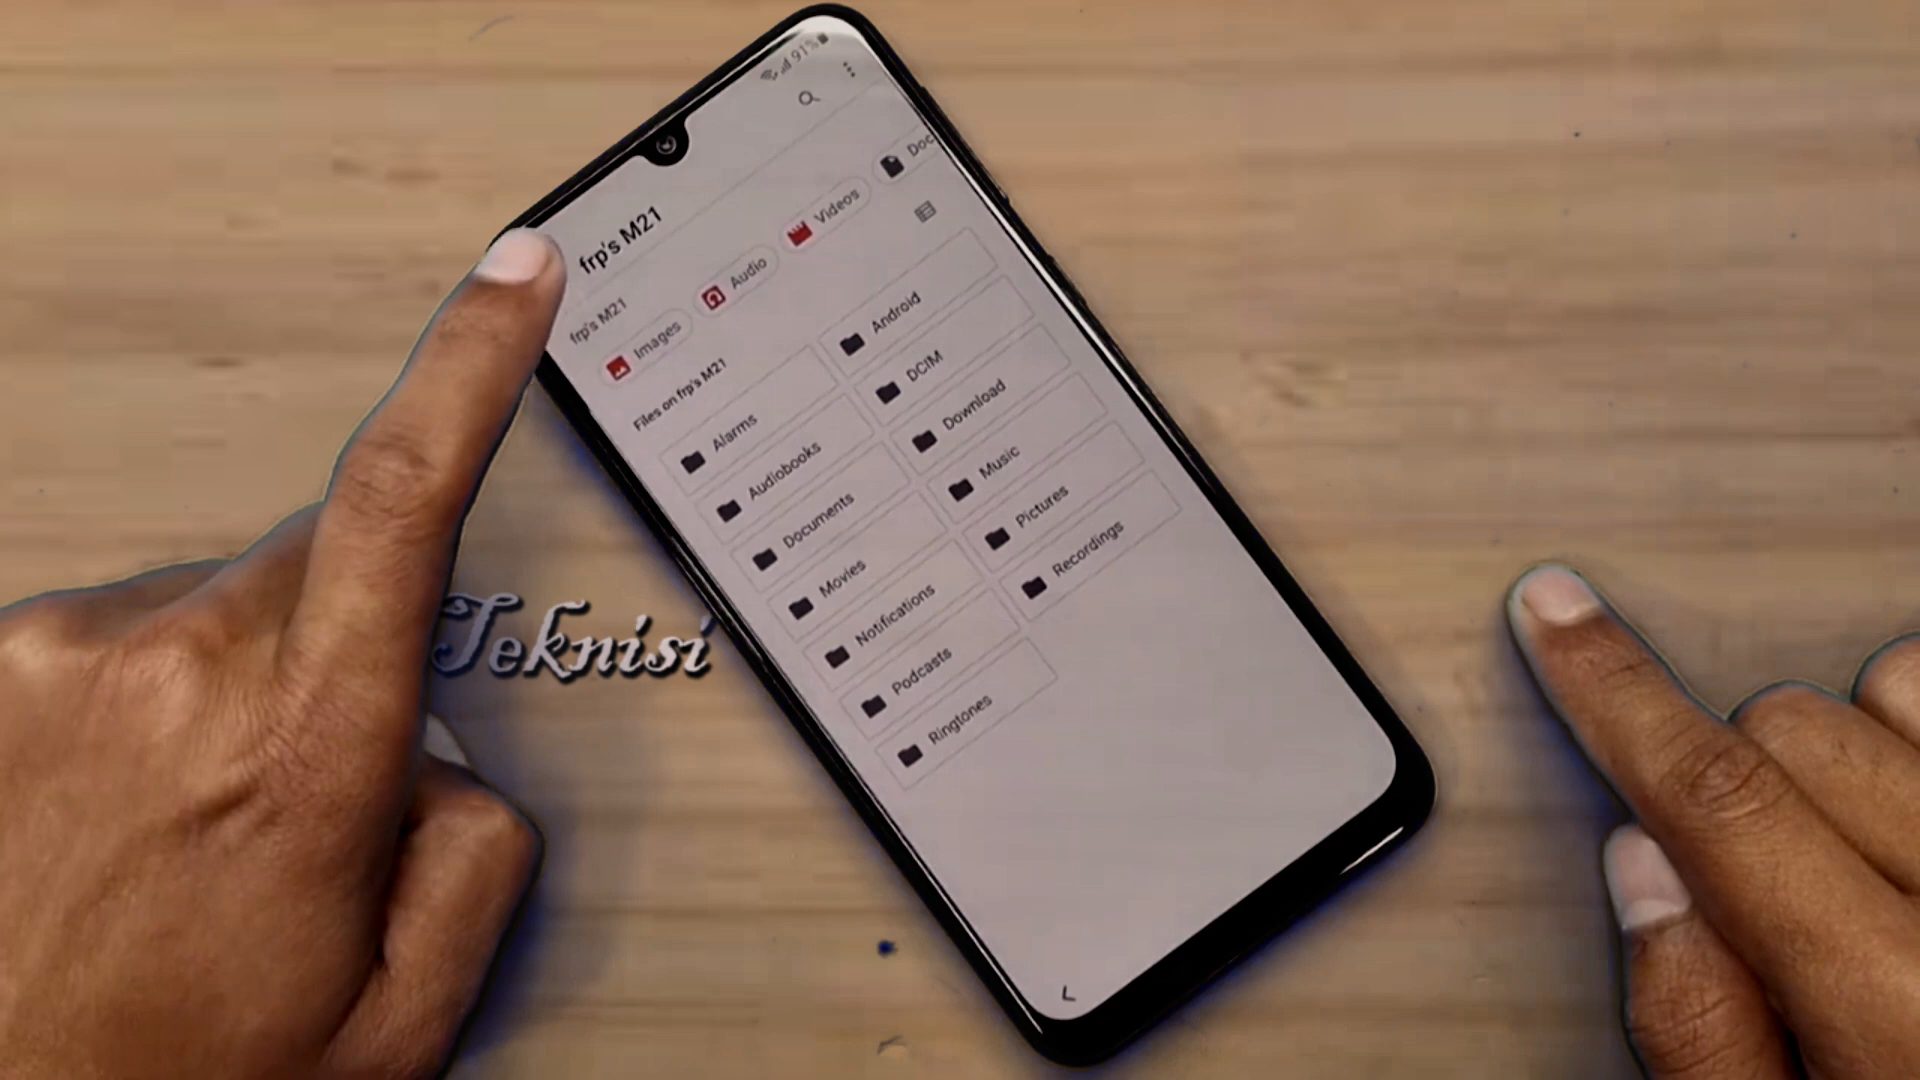 91%
frp's M21
frp's M21
Images Audio Videos Doc
Files on frp's M21
Alarms Android
Audiobooks DCIM
Documents Download
Movies Music
Notifications Pictures
Podcasts Recordings
Ringtones
Teknisi